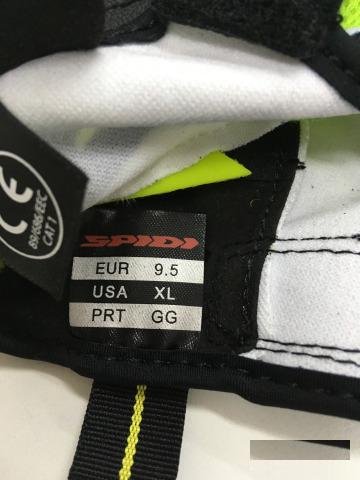 CE
89/686/EEC
CAT 1
SPIDI
EUR 9.5
USA XL
PRT GG